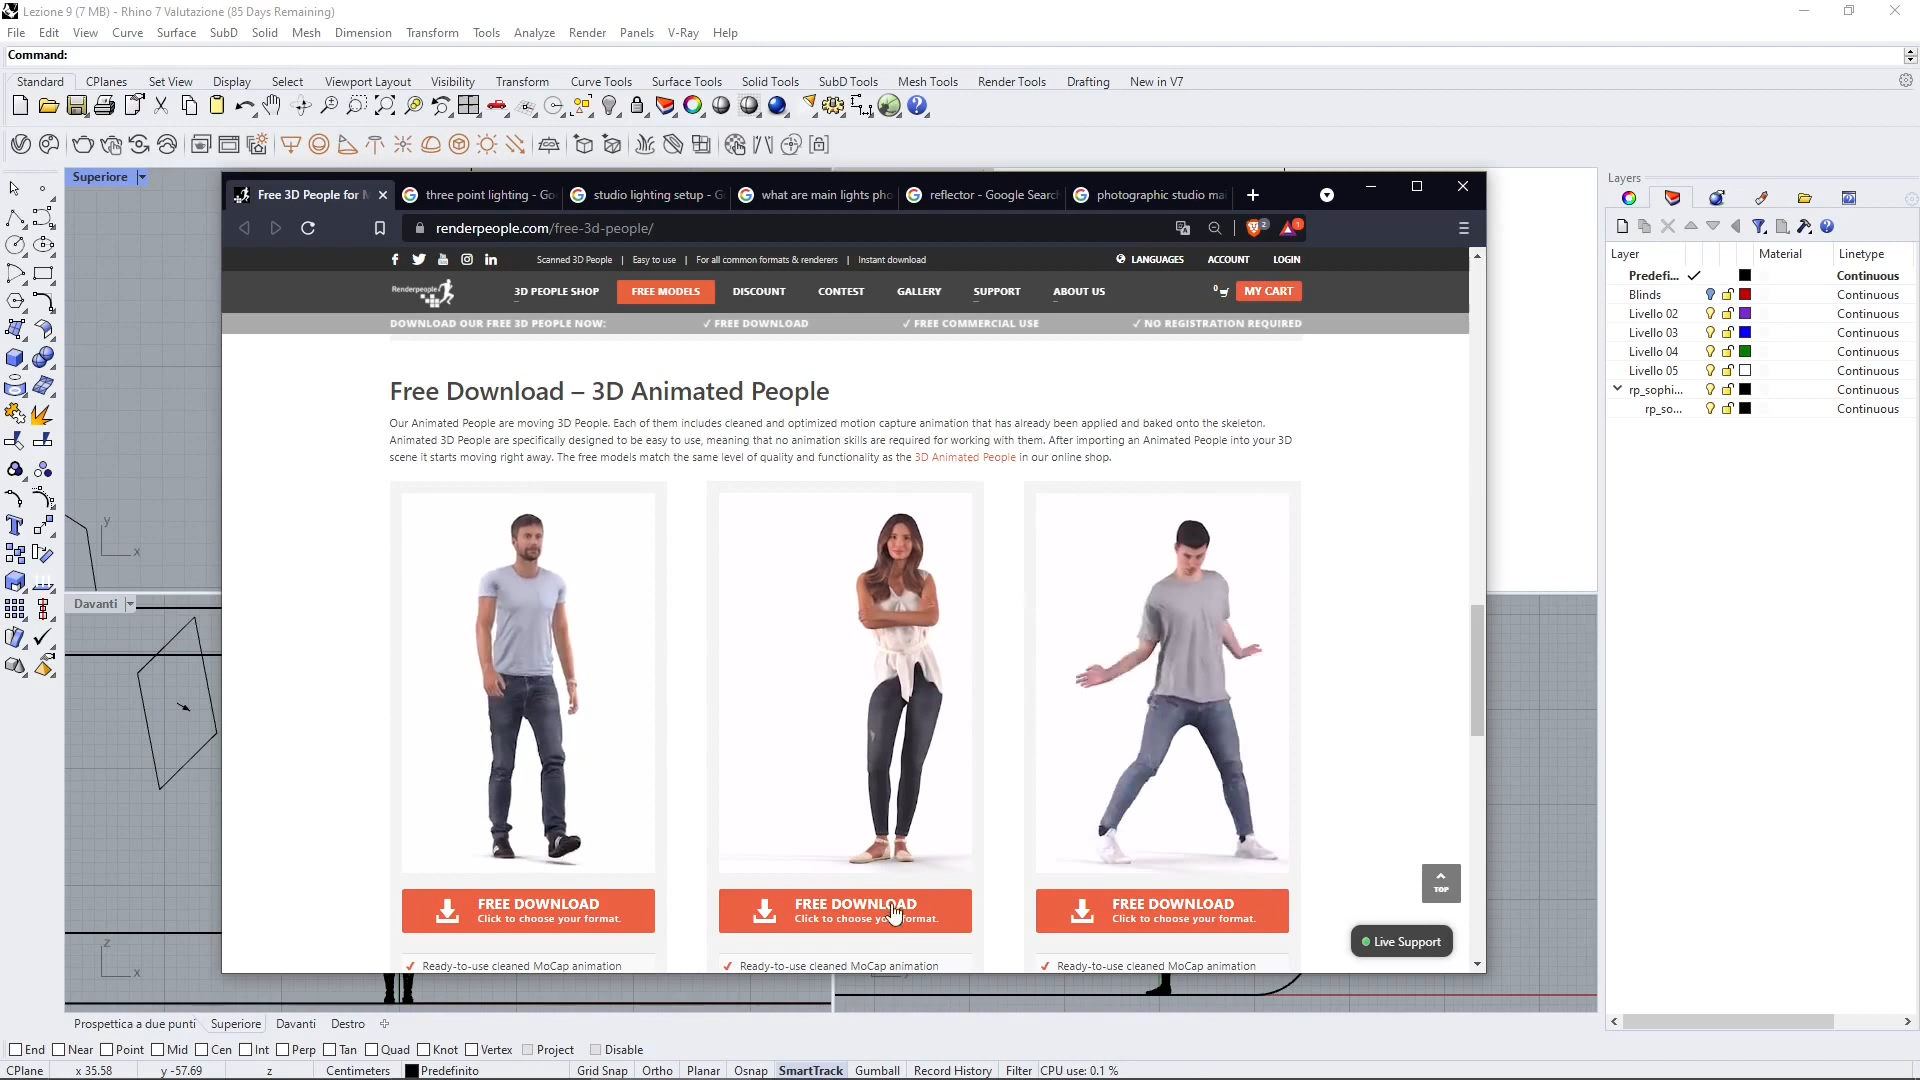 Lezione 9 (7 MB) - Rhino 7 Valutazione (85 Days Remaining)
File Edit View Curve Surface SubD Solid Mesh Dimension Transform Tools Analyze Render Panels V-Ray Help
Command:
Standard CPlanes Set View Display Select Viewport Layout Visibility Transform Curve Tools Surface Tools Solid Tools SubD Tools Mesh Tools Render Tools Drafting New in V7
Superiore
Free 3D People for
three point lighting - Go
studio lighting setup - G
what are main lights pho
reflector - Google Search
photographic studio ma
renderpeople.com/free-3d-people/
2
1
Scanned 3D People | Easy to use | For all common formats & renderers | Instant download
LANGUAGES ACCOUNT LOGIN
Renderpeople
3D PEOPLE SHOP FREE MODELS DISCOUNT CONTEST GALLERY SUPPORT ABOUT US
0 MY CART
DOWNLOAD OUR FREE 3D PEOPLE NOW: ✓ FREE DOWNLOAD ✓ FREE COMMERCIAL USE ✓ NO REGISTRATION REQUIRED
Free Download – 3D Animated People
Our Animated People are moving 3D People. Each of them includes cleaned and optimized motion capture animation that has already been applied and baked onto the skeleton.
Animated 3D People are specifically designed to be easy to use, meaning that no animation skills are required for working with them. After importing an Animated People into your 3D
scene it starts moving right away. The free models match the same level of quality and functionality as the 3D Animated People in our online shop.
FREE DOWNLOAD
Click to choose your format.
FREE DOWNLOAD
Click to choose your format.
FREE DOWNLOAD
Click to choose your format.
✓ Ready-to-use cleaned MoCap animation
✓ Ready-to-use cleaned MoCap animation
✓ Ready-to-use cleaned MoCap animation
TOP
Live Support
Layers
Layer Material Linetype
Predefi... Continuous
Blinds Continuous
Livello 02 Continuous
Livello 03 Continuous
Livello 04 Continuous
Livello 05 Continuous
rp_sophi... Continuous
rp_so... Continuous
y
x
Davanti
z
x
Prospettica a due punti Superiore Davanti Destro
End Near Point Mid Cen Int Perp Tan Quad Knot Vertex Project Disable
CPlane x 35.58 y -57.69 z Centimeters Predefinito Grid Snap Ortho Planar Osnap SmartTrack Gumball Record History Filter CPU use: 0.1 %